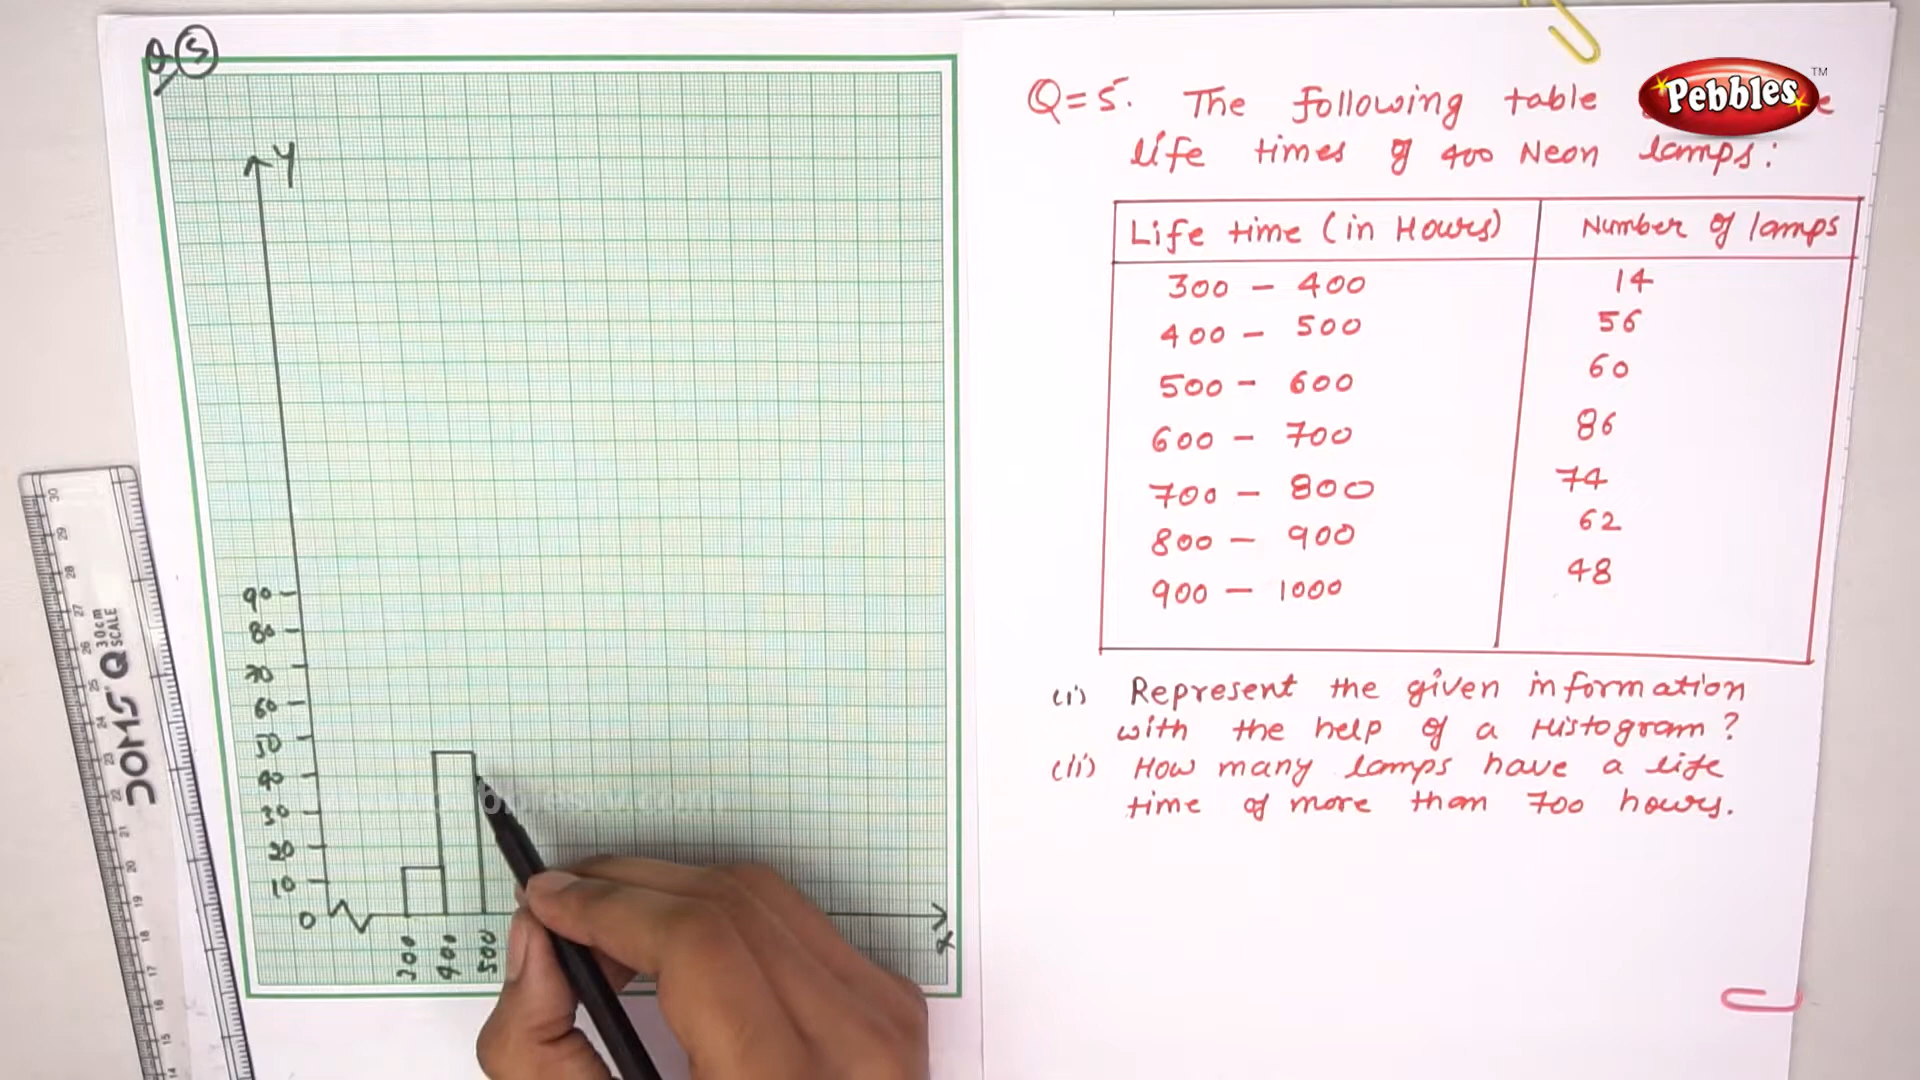 Q 5
Y
90
80
70
60
50
40
30
20
10
0
300 400 500
x
30cm SCALE
DOMS Q
Pebbles TM
Q=5. The following table
life times of 400 Neon lamps:
Life time (in Hours) Number of lamps
300 - 400 14
400 - 500 56
500 - 600 60
600 - 700 86
700 - 800 74
800 - 900 62
900 - 1000 48
(i) Represent the given information
with the help of a Histogram?
(ii) How many lamps have a life
time of more than 700 hours.